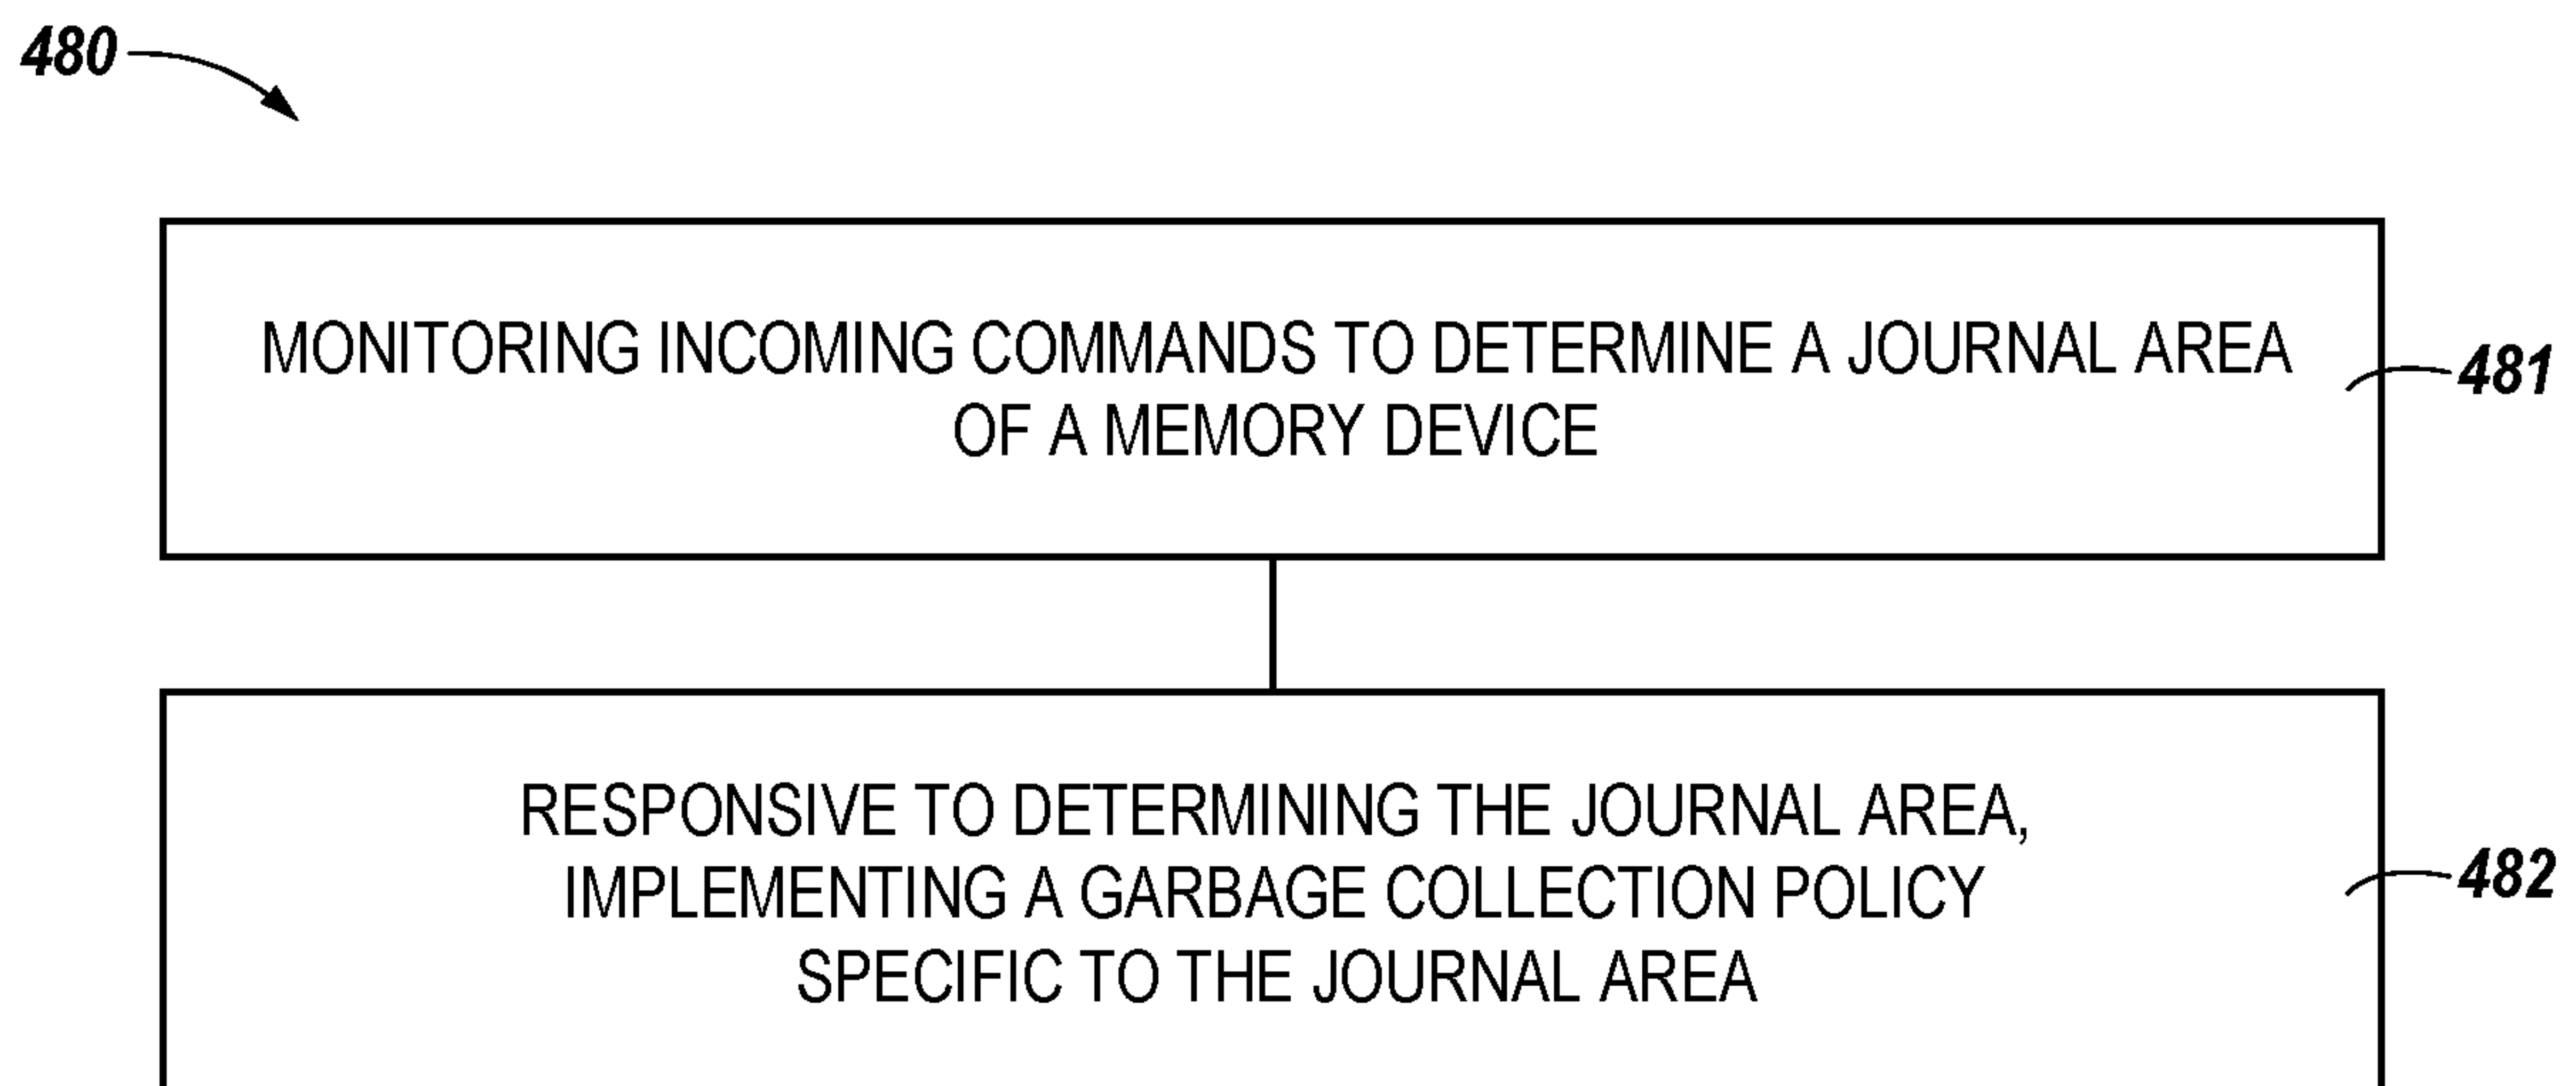 480
MONITORING INCOMING COMMANDS TO DETERMINE A JOURNAL AREA
OF A MEMORY DEVICE
481
RESPONSIVE TO DETERMINING THE JOURNAL AREA,
IMPLEMENTING A GARBAGE COLLECTION POLICY
SPECIFIC TO THE JOURNAL AREA
482